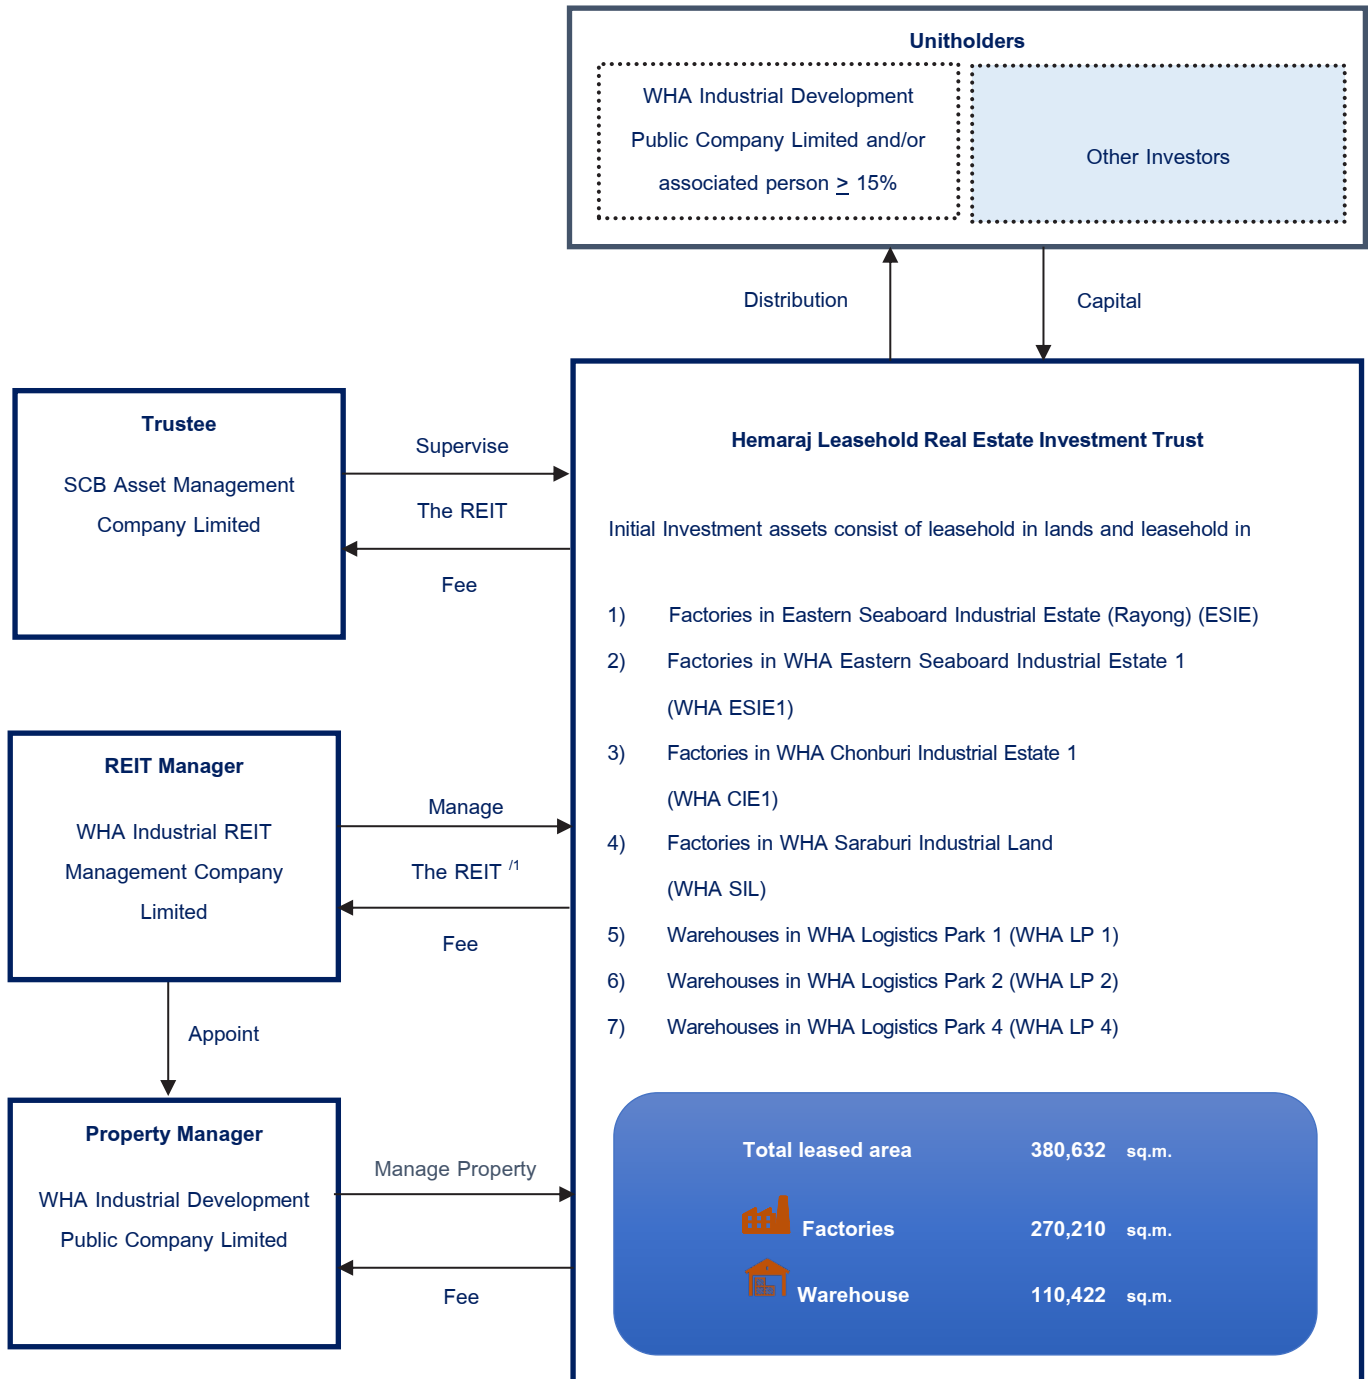 Unitholders
WHA Industrial Development
Public Company Limited and/or
associated person ≥ 15%
Other Investors
Distribution
Capital
Trustee
SCB Asset Management
Company Limited
Supervise
The REIT
Fee
REIT Manager
WHA Industrial REIT
Management Company
Limited
Manage
The REIT /1
Fee
Appoint
Property Manager
WHA Industrial Development
Public Company Limited
Manage Property
Fee
Hemaraj Leasehold Real Estate Investment Trust
Initial Investment assets consist of leasehold in lands and leasehold in
1) Factories in Eastern Seaboard Industrial Estate (Rayong) (ESIE)
2) Factories in WHA Eastern Seaboard Industrial Estate 1
(WHA ESIE1)
3) Factories in WHA Chonburi Industrial Estate 1
(WHA CIE1)
4) Factories in WHA Saraburi Industrial Land
(WHA SIL)
5) Warehouses in WHA Logistics Park 1 (WHA LP 1)
6) Warehouses in WHA Logistics Park 2 (WHA LP 2)
7) Warehouses in WHA Logistics Park 4 (WHA LP 4)
Total leased area 380,632 sq.m.
Factories 270,210 sq.m.
Warehouse 110,422 sq.m.